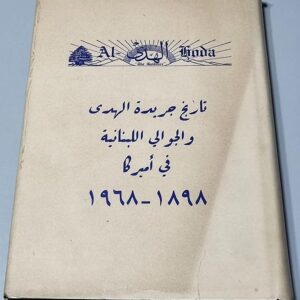 Al الهدى Hoda
تاريخ جريدة الهدى
والجوالي اللبنانية
في أميركا
١٨٩٨-١٩٦٨